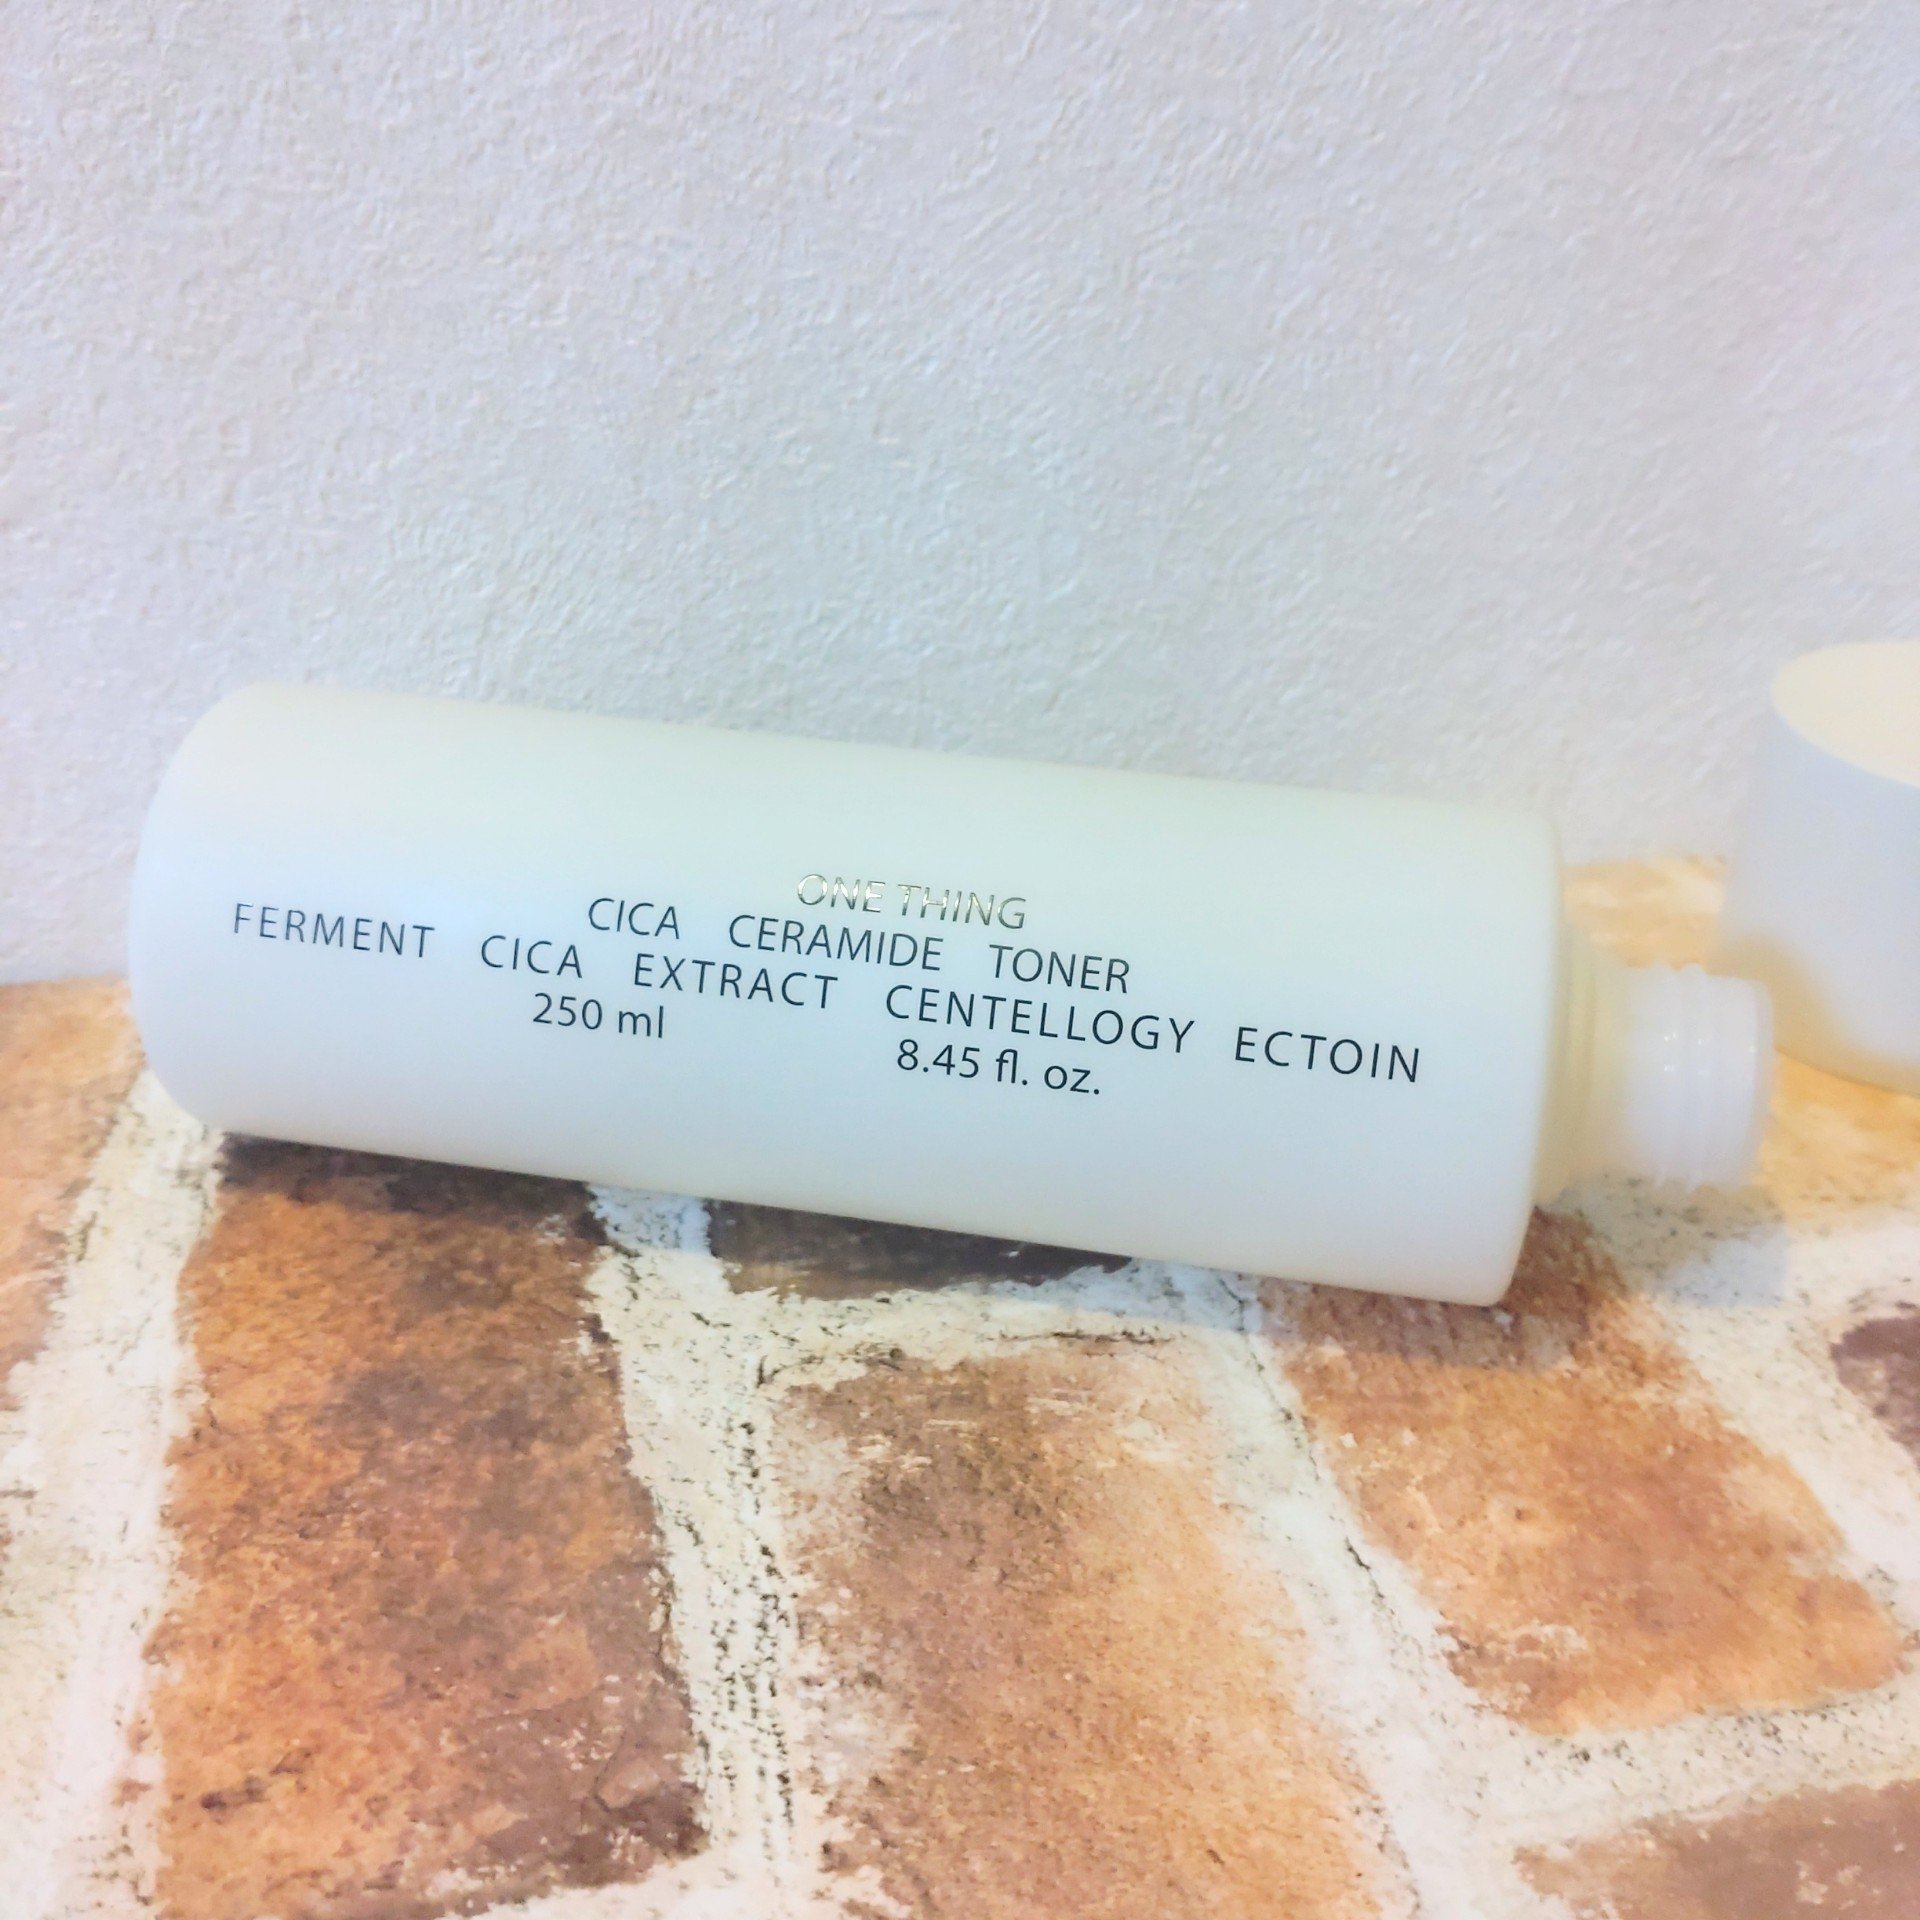 ONE THING
CICA CERAMIDE TONER
FERMENT CICA EXTRACT CENTELLOGY ECTOIN
250 ml 8.45 fl. oz.